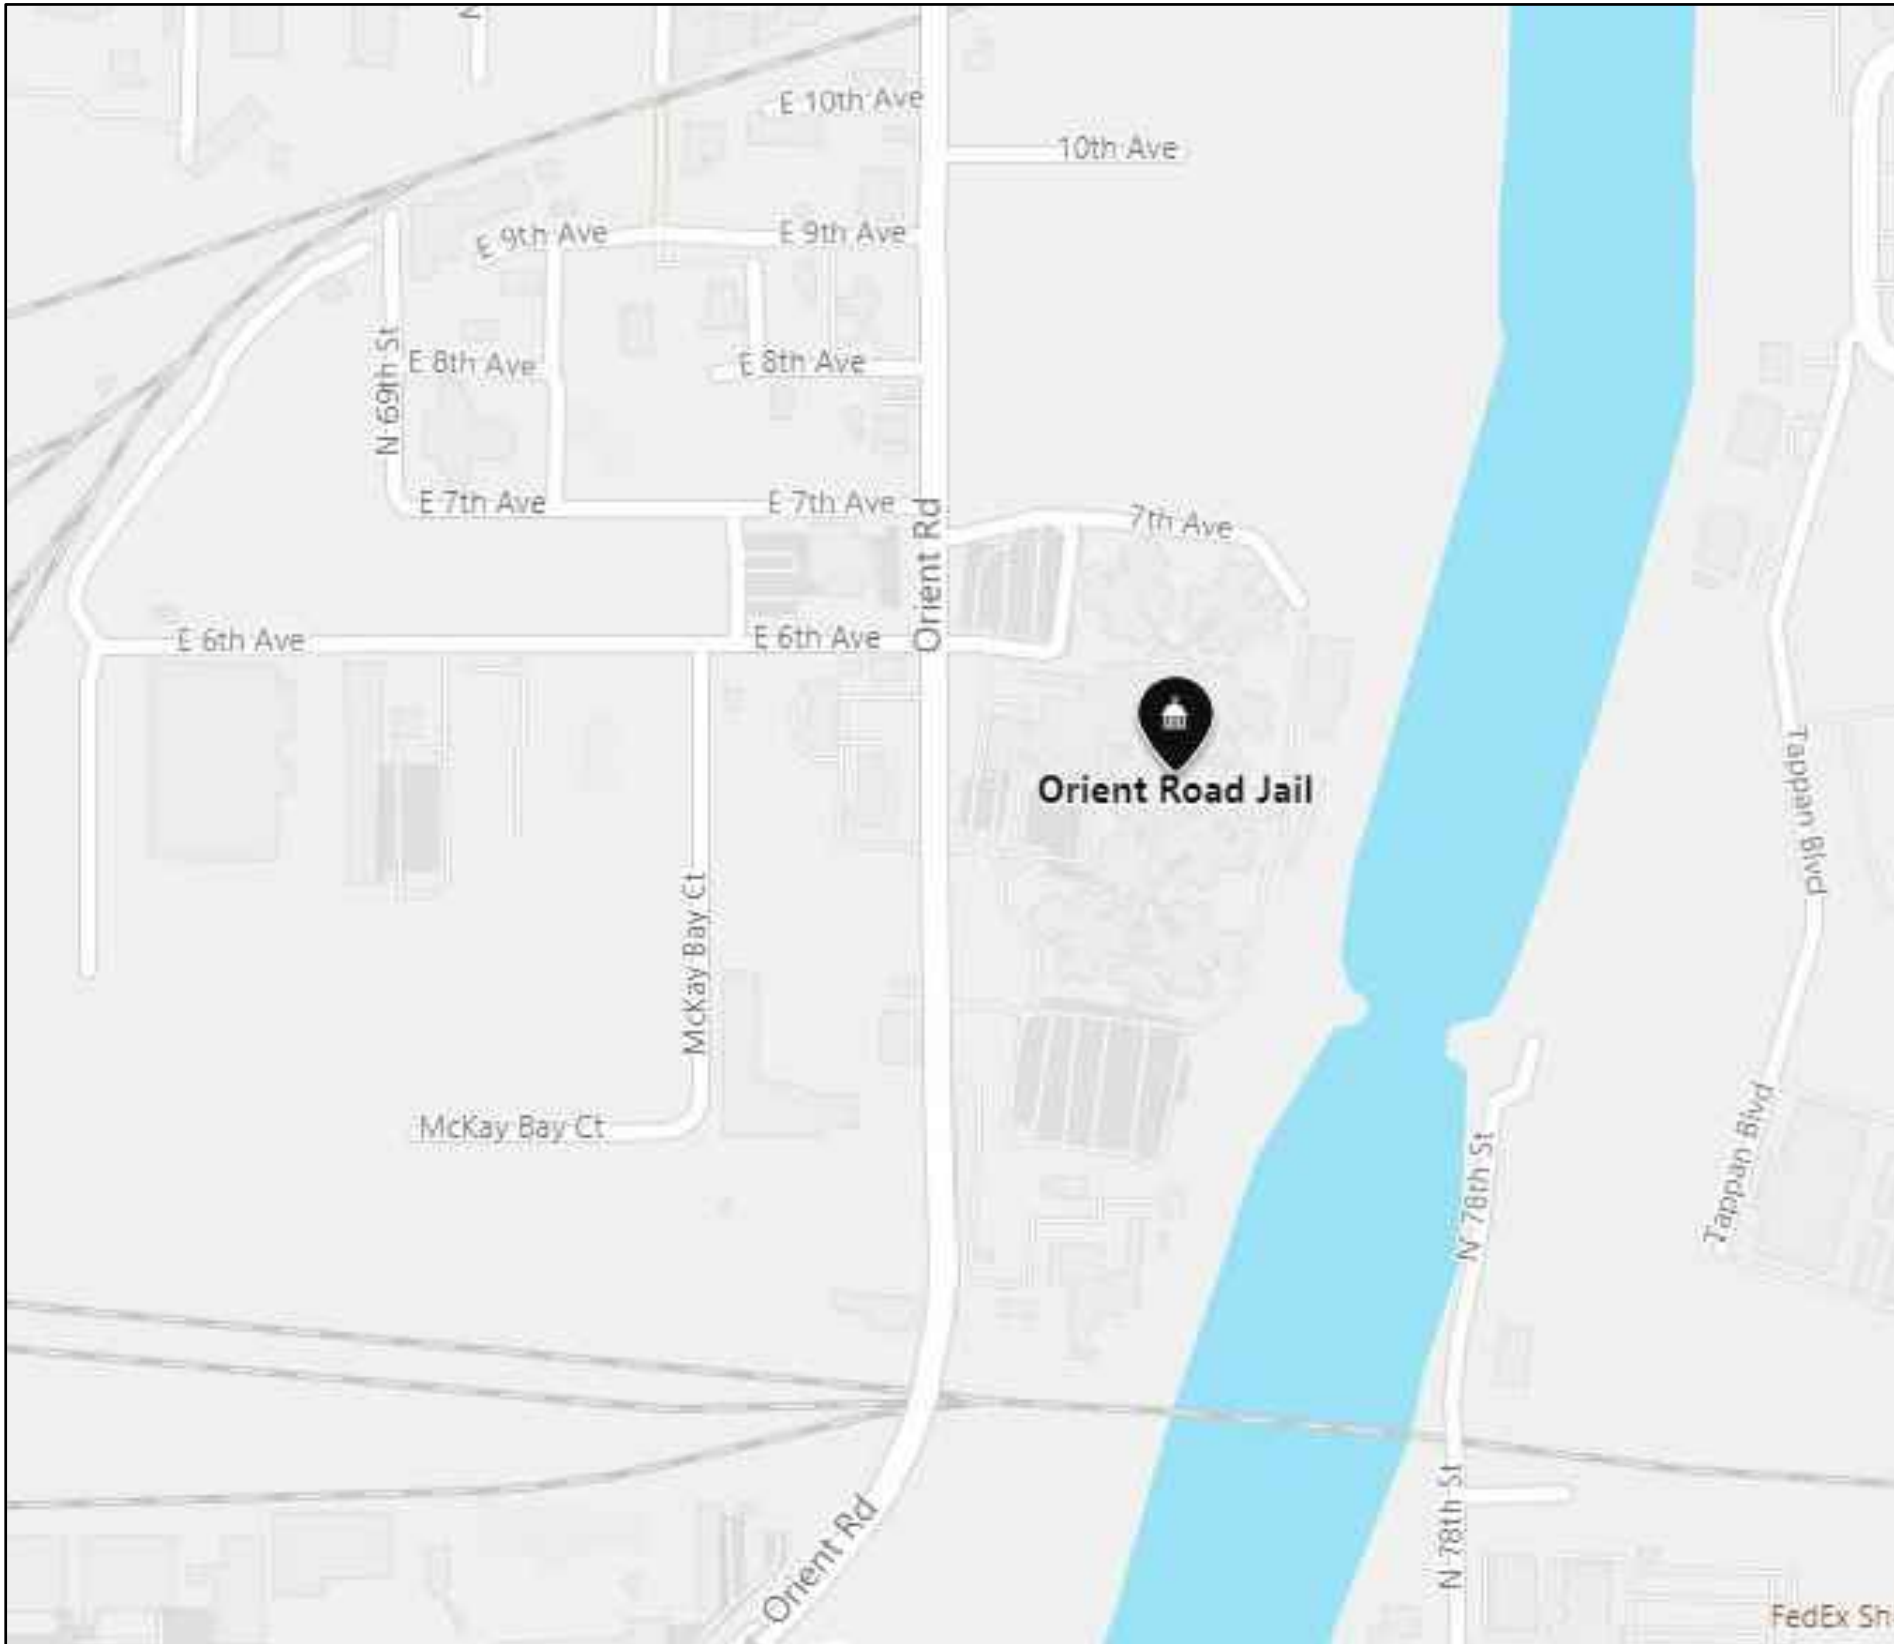 E 10th Ave
10th Ave
E 9th Ave
E 9th Ave
N 69th St
E 8th Ave
E 8th Ave
E 7th Ave
E 7th Ave
7th Ave
Orient Rd
E 6th Ave
E 6th Ave
Orient Road Jail
Tappan Blvd
McKay Bay Ct
McKay Bay Ct
Tappan Blvd
N 78th St
N 78th St
Orient Rd
FedEx Sh